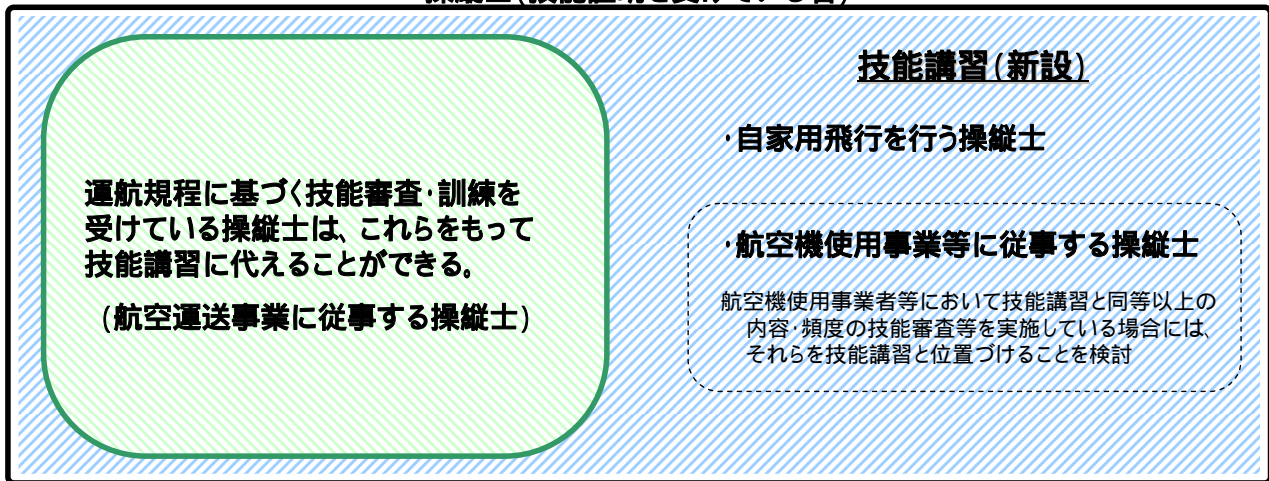 技能講習(新設)
・自家用飛行を行う操縦士
運航規程に基づく技能審査・訓練を
受けている操縦士は、これらをもって
技能講習に代えることができる。
(航空運送事業に従事する操縦士)
・航空機使用事業等に従事する操縦士
航空機使用事業者等において技能講習と同等以上の
内容・頻度の技能審査等を実施している場合には、
それらを技能講習と位置づけることを検討